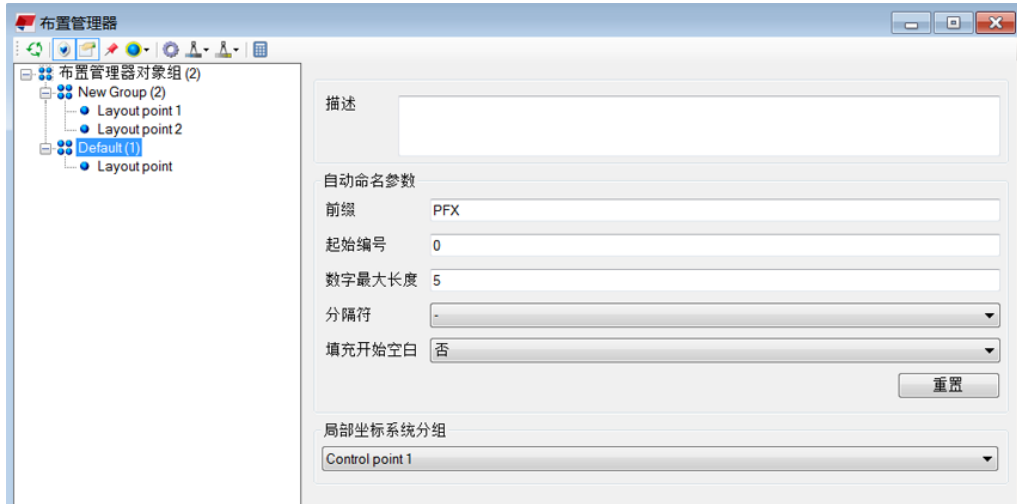 布置管理器
布置管理器对象组 (2)
New Group (2)
Layout point 1
Layout point 2
Default (1)
Layout point
描述
自动命名参数
前缀 PFX
起始编号 0
数字最大长度 5
分隔符 -
填充开始空白 否
重置
局部坐标系统分组
Control point 1